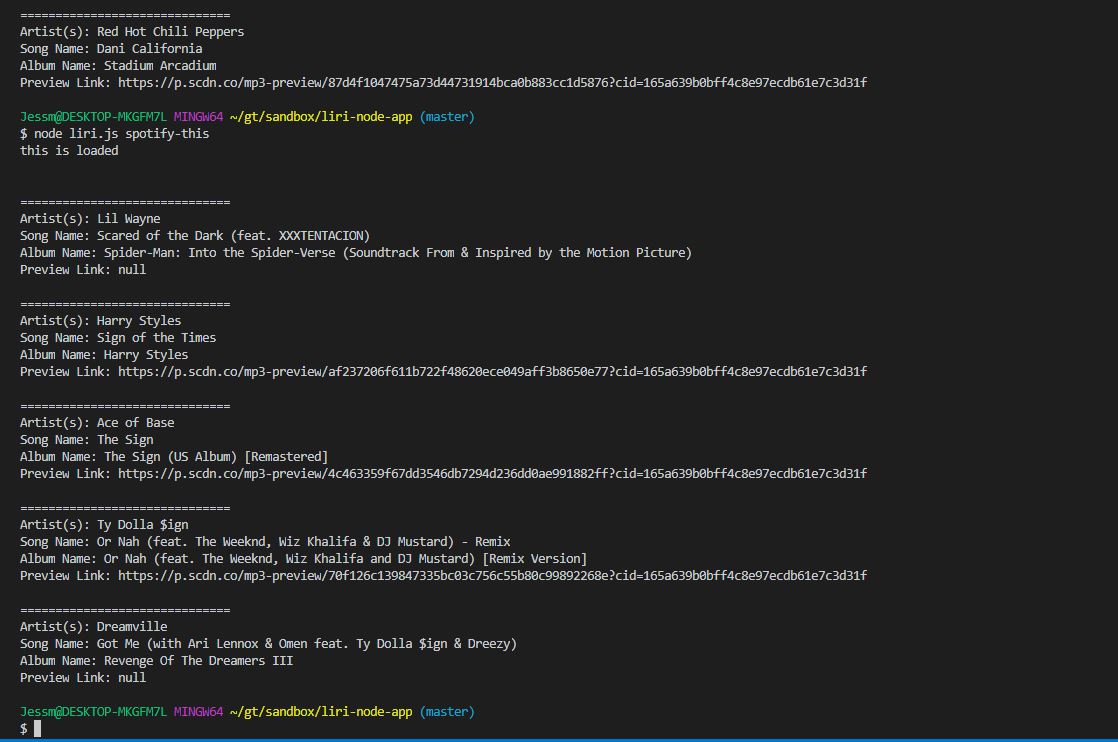 ==============================
Artist(s): Red Hot Chili Peppers
Song Name: Dani California
Album Name: Stadium Arcadium
Preview Link: https://p.scdn.co/mp3-preview/87d4f1047475a73d44731914bca0b883cc1d5876?cid=165a639b0bff4c8e97ecdb61e7c3d31f
Jessm@DESKTOP-MKGFM7L MINGW64 ~/gt/sandbox/liri-node-app (master)
$ node liri.js spotify-this
this is loaded
==============================
Artist(s): Lil Wayne
Song Name: Scared of the Dark (feat. XXXTENTACION)
Album Name: Spider-Man: Into the Spider-Verse (Soundtrack From & Inspired by the Motion Picture)
Preview Link: null
==============================
Artist(s): Harry Styles
Song Name: Sign of the Times
Album Name: Harry Styles
Preview Link: https://p.scdn.co/mp3-preview/af237206f611b722f48620ece049aff3b8650e77?cid=165a639b0bff4c8e97ecdb61e7c3d31f
==============================
Artist(s): Ace of Base
Song Name: The Sign
Album Name: The Sign (US Album) [Remastered]
Preview Link: https://p.scdn.co/mp3-preview/4c463359f67dd3546db7294d236dd0ae991882ff?cid=165a639b0bff4c8e97ecdb61e7c3d31f
==============================
Artist(s): Ty Dolla $ign
Song Name: Or Nah (feat. The Weeknd, Wiz Khalifa & DJ Mustard) - Remix
Album Name: Or Nah (feat. The Weeknd, Wiz Khalifa and DJ Mustard) [Remix Version]
Preview Link: https://p.scdn.co/mp3-preview/70f126c139847335bc03c756c55b80c99892268e?cid=165a639b0bff4c8e97ecdb61e7c3d31f
==============================
Artist(s): Dreamville
Song Name: Got Me (with Ari Lennox & Omen feat. Ty Dolla $ign & Dreezy)
Album Name: Revenge Of The Dreamers III
Preview Link: null
Jessm@DESKTOP-MKGFM7L MINGW64 ~/gt/sandbox/liri-node-app (master)
$